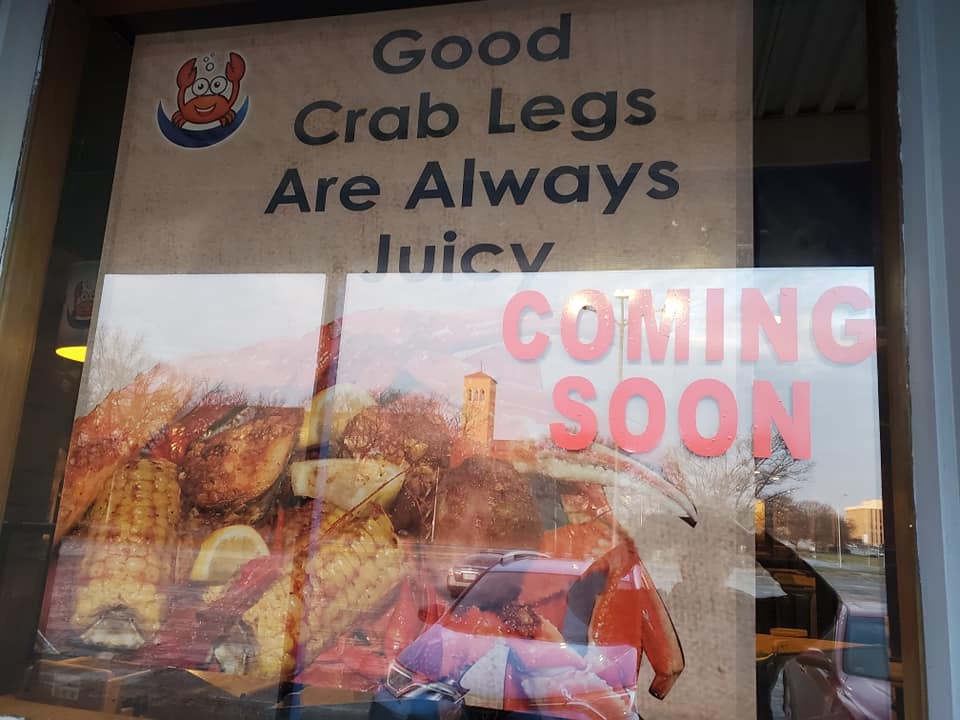 Good
Crab Legs
Are Always
Juicy
COMING
SOON